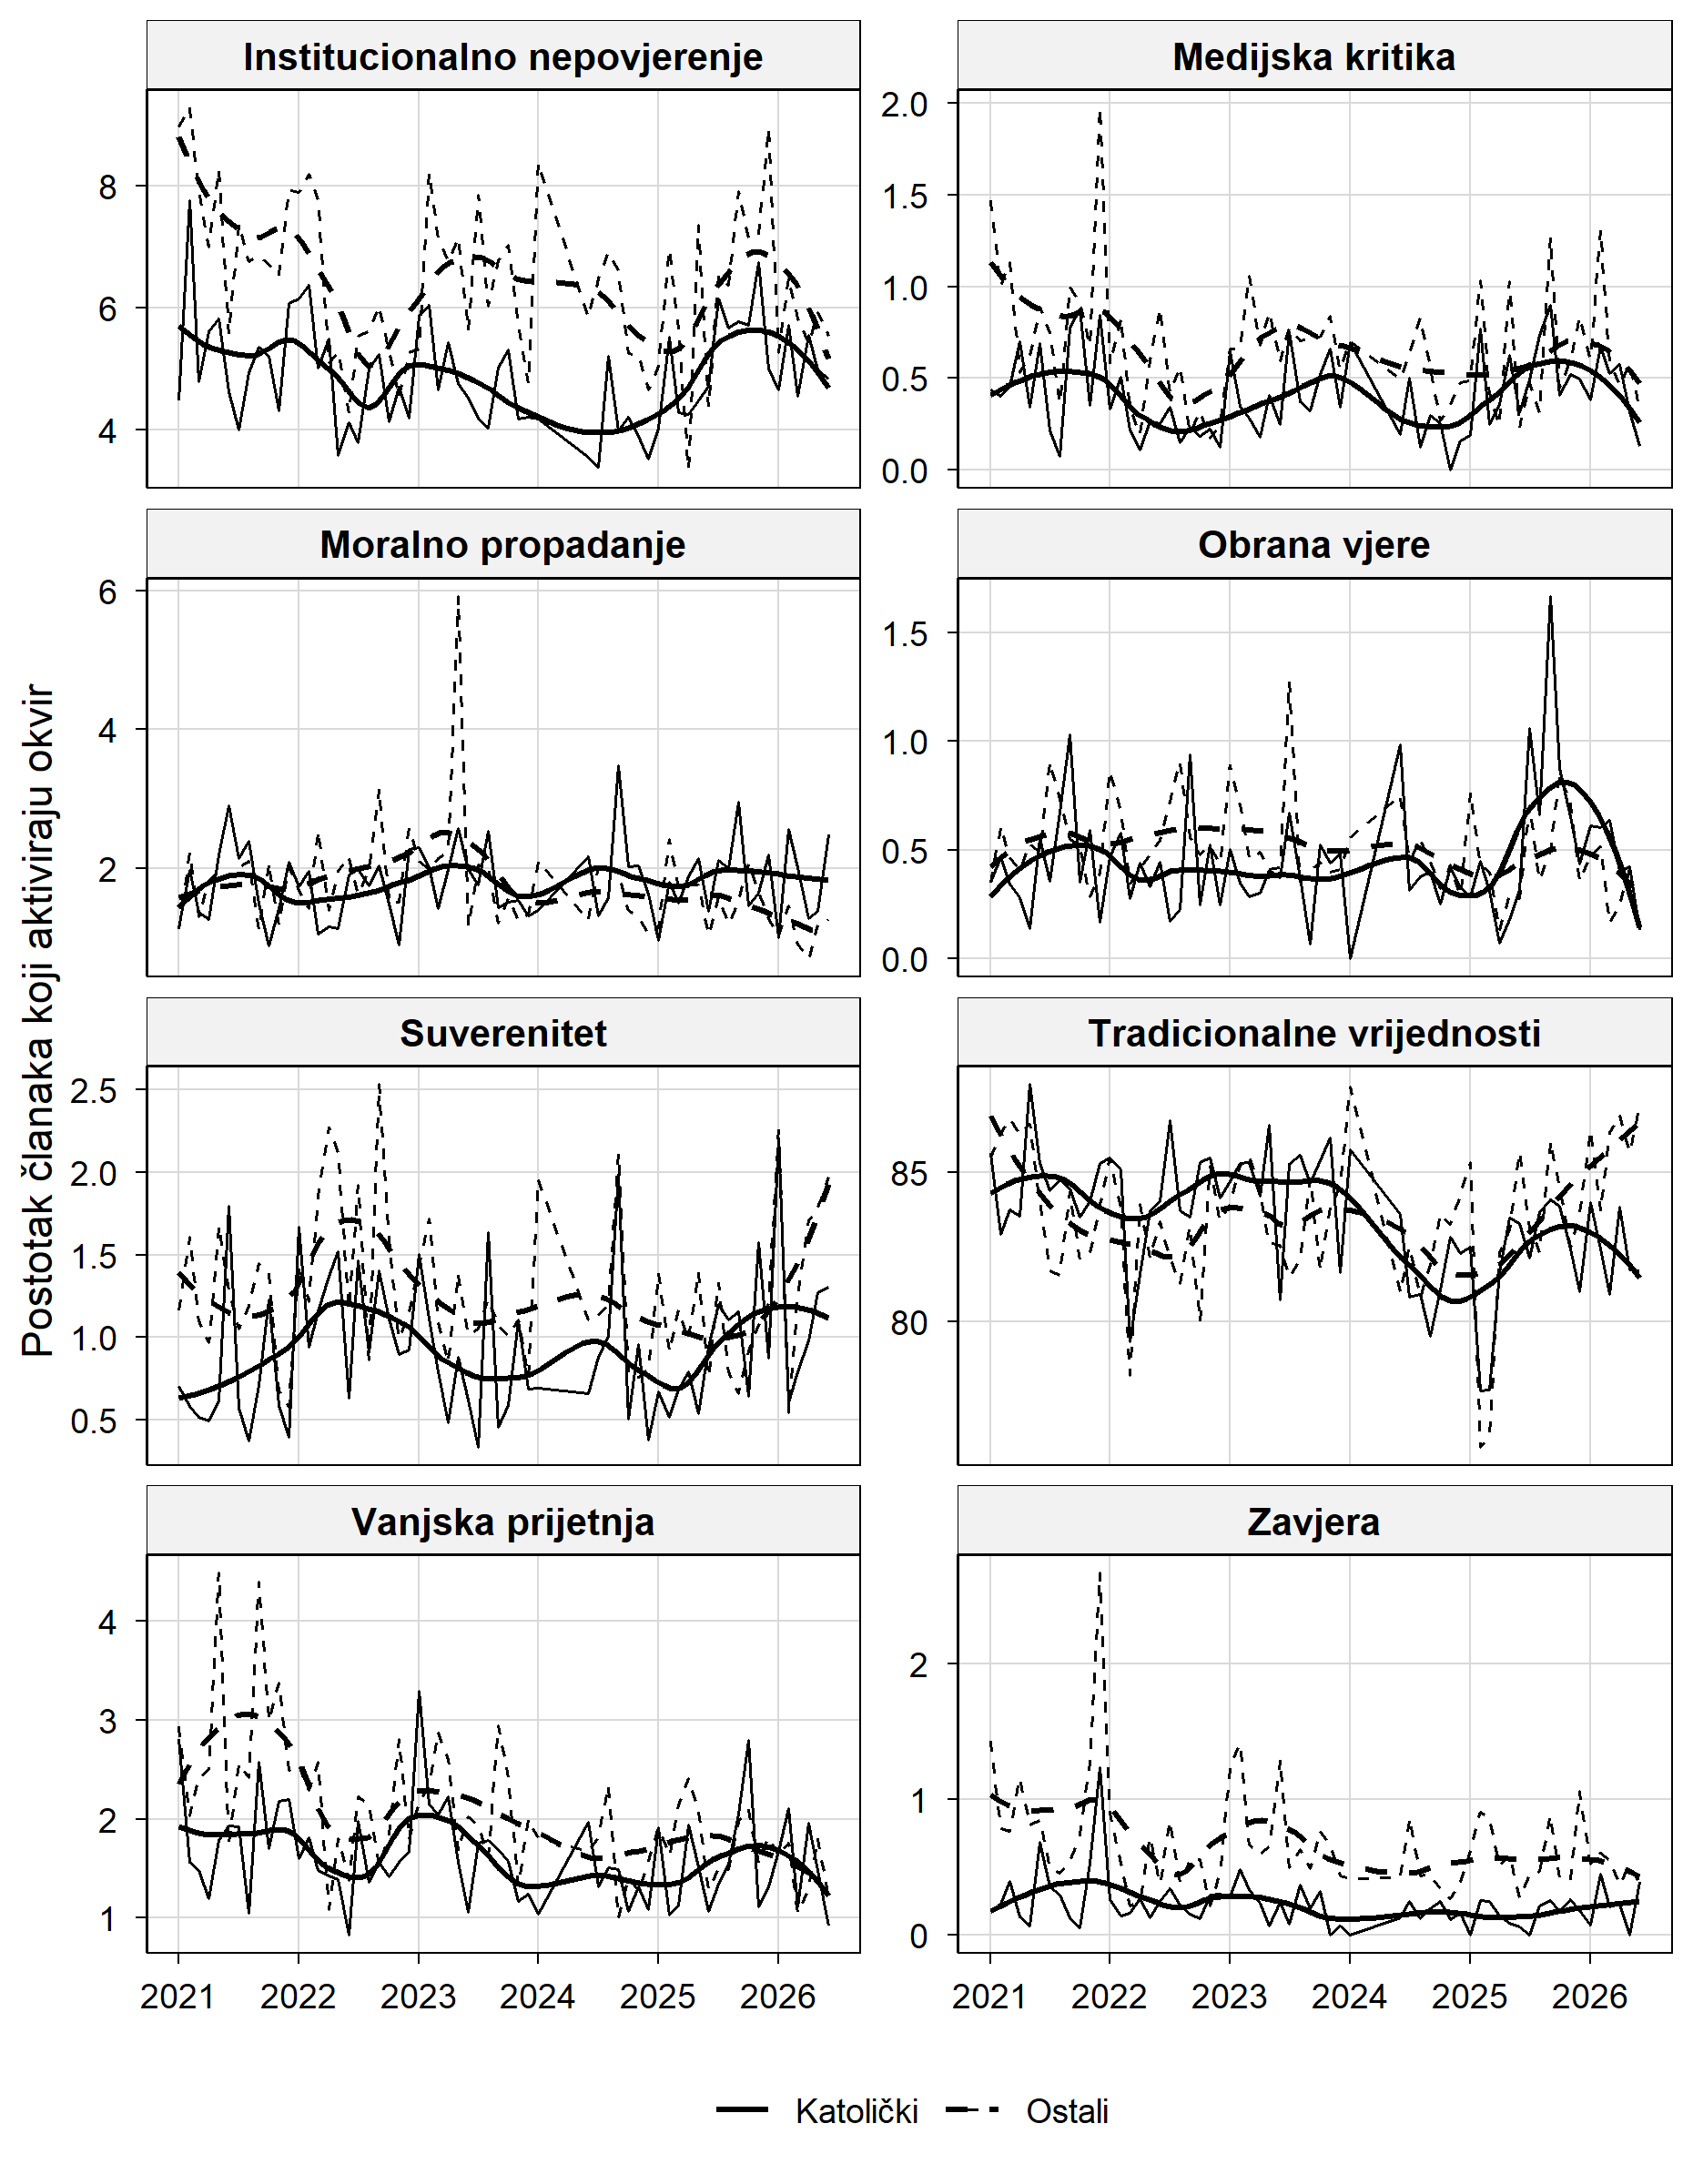 Institucionalno nepovjerenje
Medijska kritika
8
6
4
2.0
1.5
1.0
0.5
0.0
Moralno propadanje
Obrana vjere
6
4
2
1.5
1.0
0.5
0.0
Postotak članaka koji aktiviraju okvir
Suverenitet
Tradicionalne vrijednosti
2.5
2.0
1.5
1.0
0.5
85
80
Vanjska prijetnja
Zavjera
4
3
2
1
2
1
0
2021 2022 2023 2024 2025 2026
2021 2022 2023 2024 2025 2026
Katolički Ostali